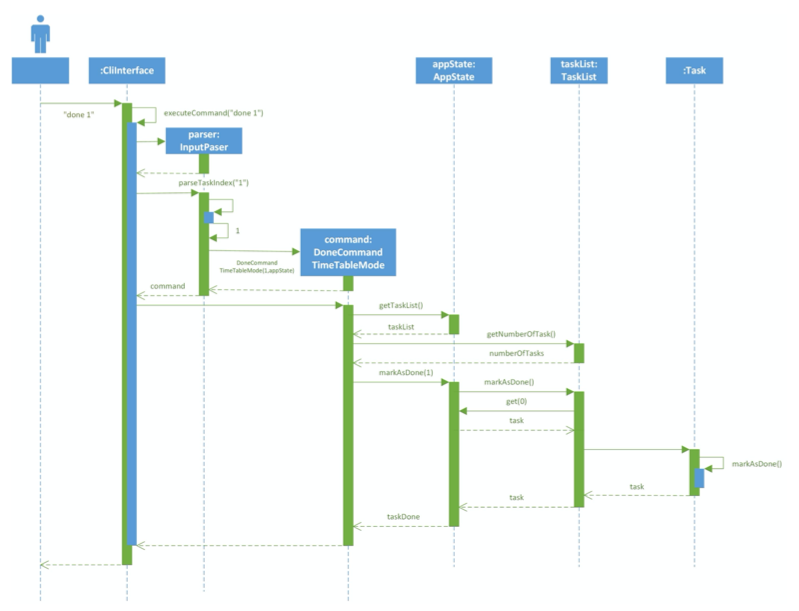 :CliInterface
appState:
AppState
taskList:
TaskList
:Task
"done 1"
executeCommand("done 1")
parser:
InputPaser
parseTaskIndex("1")
1
command:
DoneCommand
TimeTableMode
DoneCommand
TimeTableMode(1,appState)
command
getTaskList()
taskList
getNumberOfTask()
numberOfTasks
markAsDone(1)
markAsDone()
get(0)
task
markAsDone()
task
task
taskDone